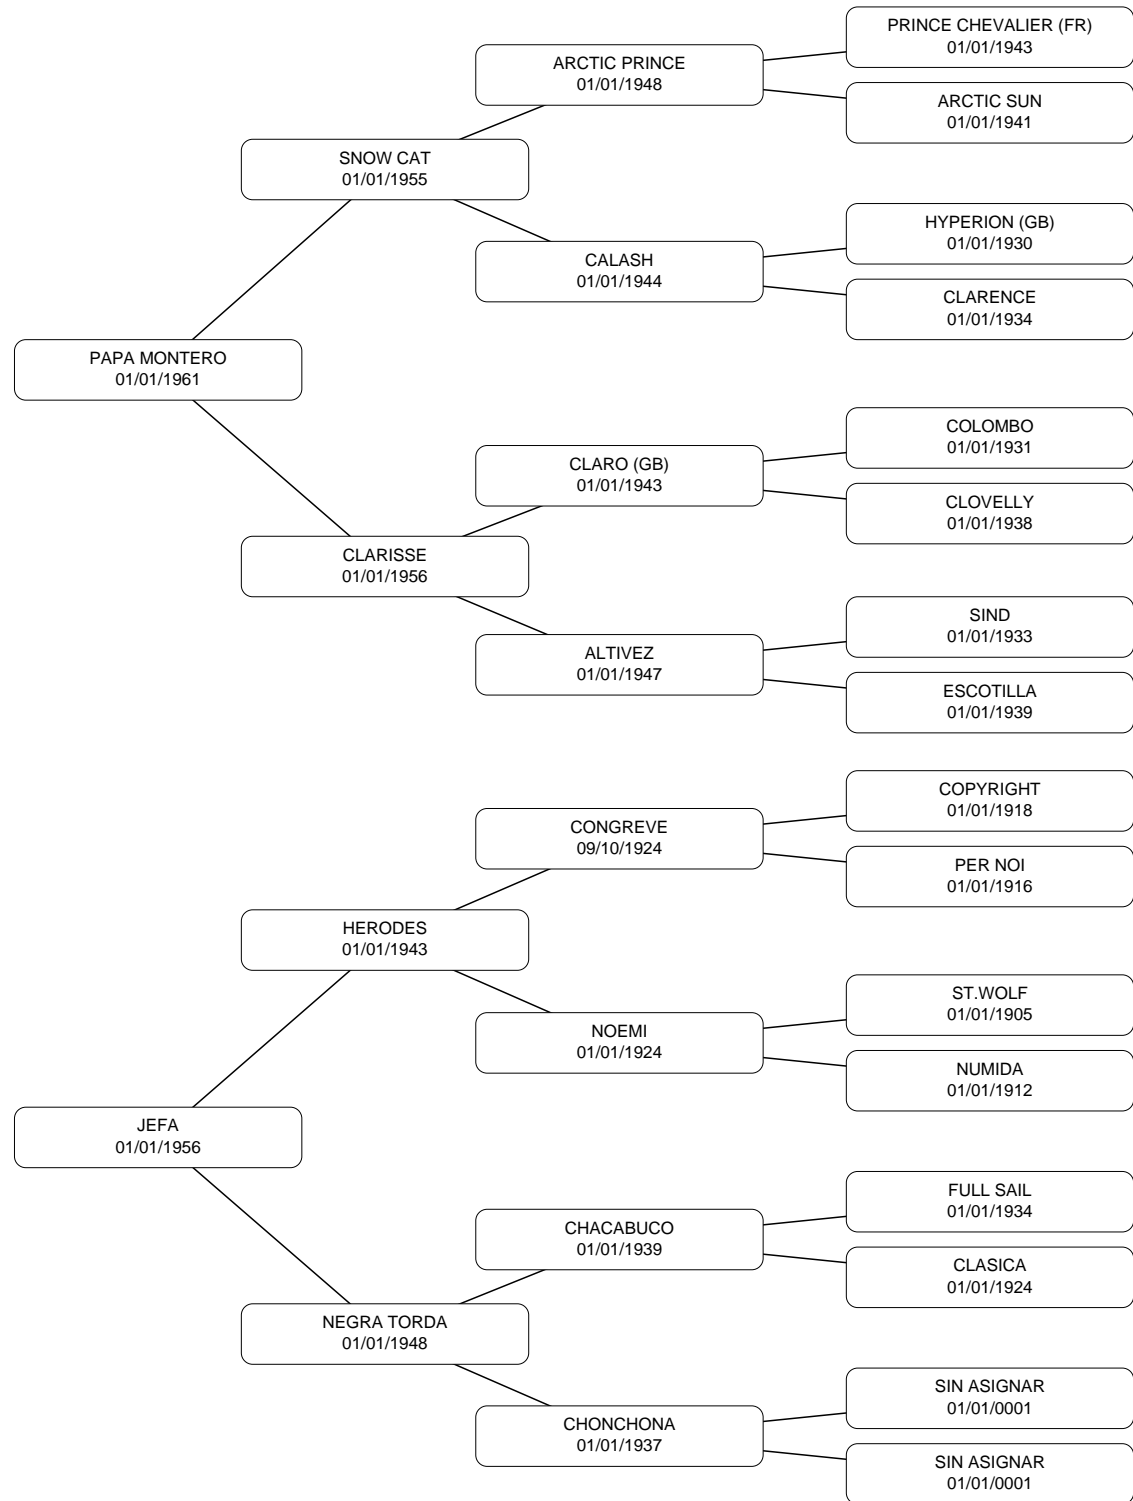 PRINCE CHEVALIER (FR)
01/01/1943
ARCTIC PRINCE
01/01/1948
ARCTIC SUN
01/01/1941
SNOW CAT
01/01/1955
HYPERION (GB)
01/01/1930
CALASH
01/01/1944
CLARENCE
01/01/1934
PAPA MONTERO
01/01/1961
COLOMBO
01/01/1931
CLARO (GB)
01/01/1943
CLOVELLY
01/01/1938
CLARISSE
01/01/1956
SIND
01/01/1933
ALTIVEZ
01/01/1947
ESCOTILLA
01/01/1939
COPYRIGHT
01/01/1918
CONGREVE
09/10/1924
PER NOI
01/01/1916
HERODES
01/01/1943
ST.WOLF
01/01/1905
NOEMI
01/01/1924
NUMIDA
01/01/1912
JEFA
01/01/1956
FULL SAIL
01/01/1934
CHACABUCO
01/01/1939
CLASICA
01/01/1924
NEGRA TORDA
01/01/1948
SIN ASIGNAR
01/01/0001
CHONCHONA
01/01/1937
SIN ASIGNAR
01/01/0001